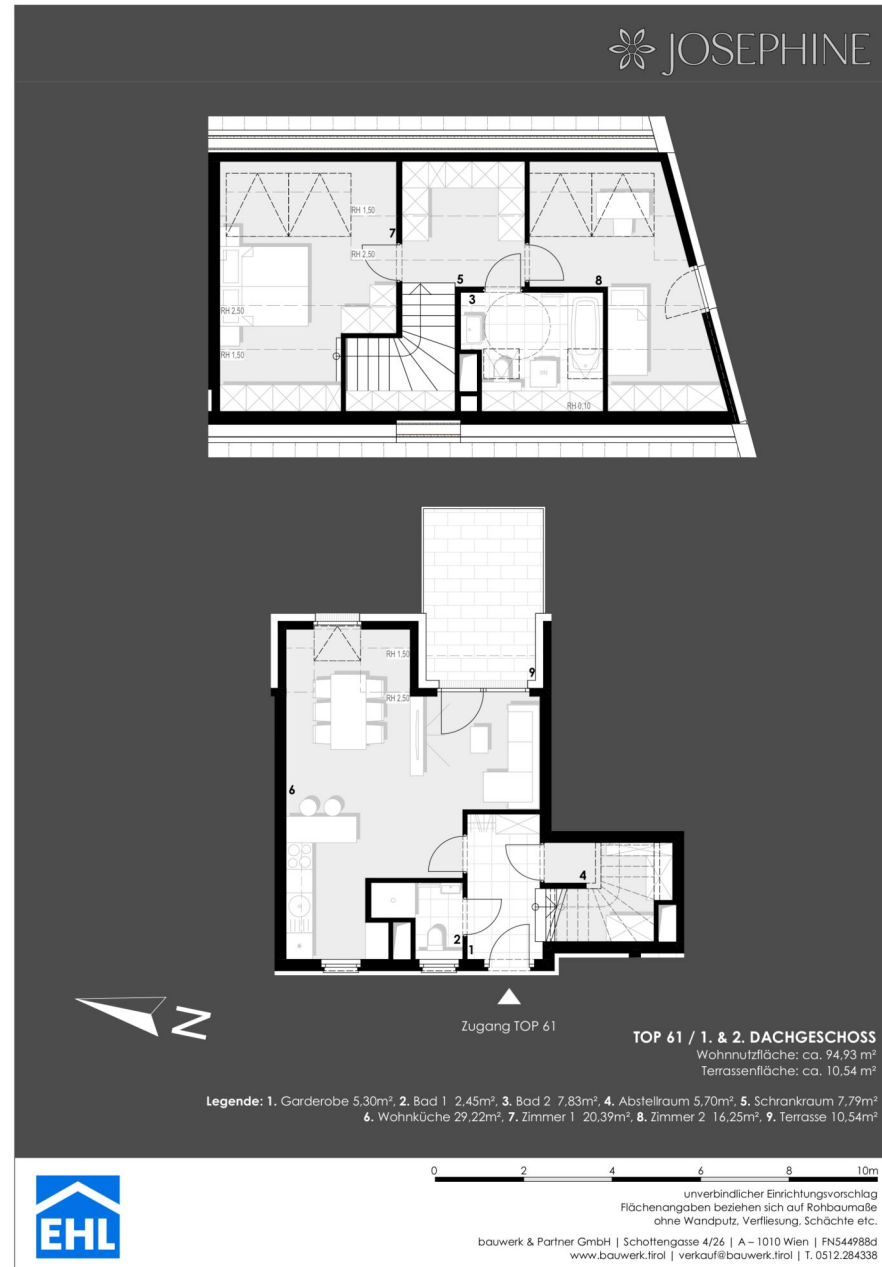 JOSEPHINE
RH 1,50
7
RH 2,50
5
8
3
RH 2,50
RH 1,50
RH 0,10
RH 1,50
9
RH 2,50
6
4
2
1
Zugang TOP 61
N
TOP 61 / 1. & 2. DACHGESCHOSS
Wohnnutzfläche: ca. 94,93 m²
Terrassenfläche: ca. 10,54 m²
Legende: 1. Garderobe 5,30m², 2. Bad 1 2,45m², 3. Bad 2 7,83m², 4. Abstellraum 5,70m², 5. Schrankraum 7,79m²
6. Wohnküche 29,22m², 7. Zimmer 1 20,39m², 8. Zimmer 2 16,25m², 9. Terrasse 10,54m²
0 2 4 6 8 10m
unverbindlicher Einrichtungsvorschlag
Flächenangaben beziehen sich auf Rohbaumaße
ohne Wandputz, Verfliesung, Schächte etc.
EHL
bauwerk & Partner GmbH | Schottengasse 4/26 | A – 1010 Wien | FN544988d
www.bauwerk.tirol | verkauf@bauwerk.tirol | T. 0512.284338